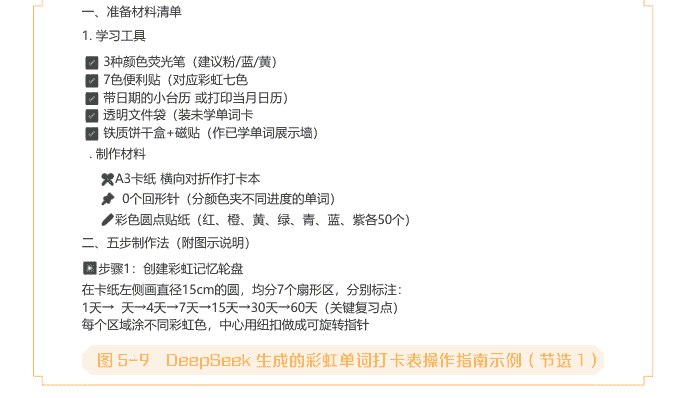 一、准备材料清单
1. 学习工具
3种颜色荧光笔（建议粉/蓝/黄）
7色便利贴（对应彩虹七色
带日期的小台历 或打印当月日历）
透明文件袋（装未学单词卡
铁质饼干盒+磁贴（作已学单词展示墙）
. 制作材料
A3卡纸 横向对折作打卡本
0个回形针（分颜色夹不同进度的单词）
彩色圆点贴纸（红、橙、黄、绿、青、蓝、紫各50个）
二、五步制作法（附图示说明）
步骤1：创建彩虹记忆轮盘
在卡纸左侧画直径15cm的圆，均分7个扇形区，分别标注：
1天→ 天→4天→7天→15天→30天→60天（关键复习点）
每个区域涂不同彩虹色，中心用纽扣做成可旋转指针
图 5-9 DeepSeek 生成的彩虹单词打卡表操作指南示例（节选 1）